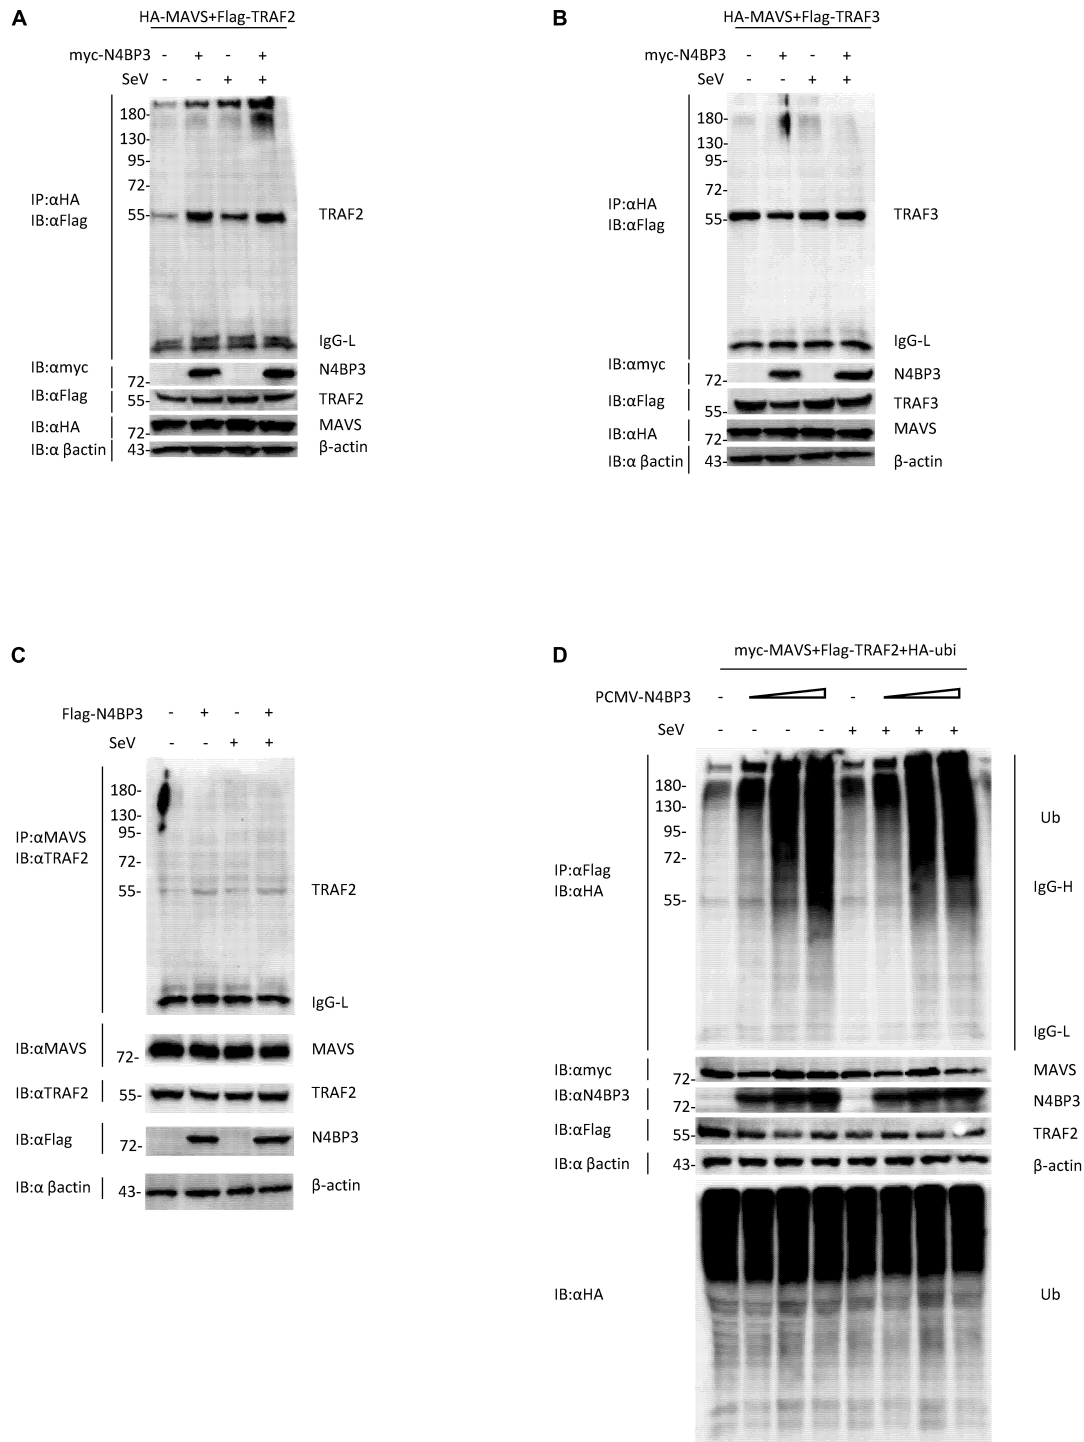 A
HA-MAVS+Flag-TRAF2
myc-N4BP3 - + - +
SeV - - + +
180-
130-
95-
72-
55-
IP:αHA
IB:αFlag
TRAF2
IgG-L
IB:αmyc
72-
N4BP3
IB:αFlag
55-
TRAF2
IB:αHA
72-
MAVS
IB:α βactin
43-
β-actin
B
HA-MAVS+Flag-TRAF3
myc-N4BP3 - + - +
SeV - - + +
180-
130-
95-
72-
55-
IP:αHA
IB:αFlag
TRAF3
IgG-L
IB:αmyc
72-
N4BP3
IB:αFlag
55-
TRAF3
IB:αHA
72-
MAVS
IB:α βactin
43-
β-actin
C
Flag-N4BP3 - + - +
SeV - - + +
180-
130-
95-
72-
55-
IP:αMAVS
IB:αTRAF2
TRAF2
IgG-L
IB:αMAVS
72-
MAVS
IB:αTRAF2
55-
TRAF2
IB:αFlag
72-
N4BP3
IB:α βactin
43-
β-actin
D
myc-MAVS+Flag-TRAF2+HA-ubi
PCMV-N4BP3 - -
SeV - - - - + + + +
180-
130-
95-
72-
55-
IP:αFlag
IB:αHA
Ub
IgG-H
IgG-L
IB:αmyc
72-
MAVS
IB:αN4BP3
72-
N4BP3
IB:αFlag
55-
TRAF2
IB:α βactin
43-
β-actin
IB:αHA
Ub